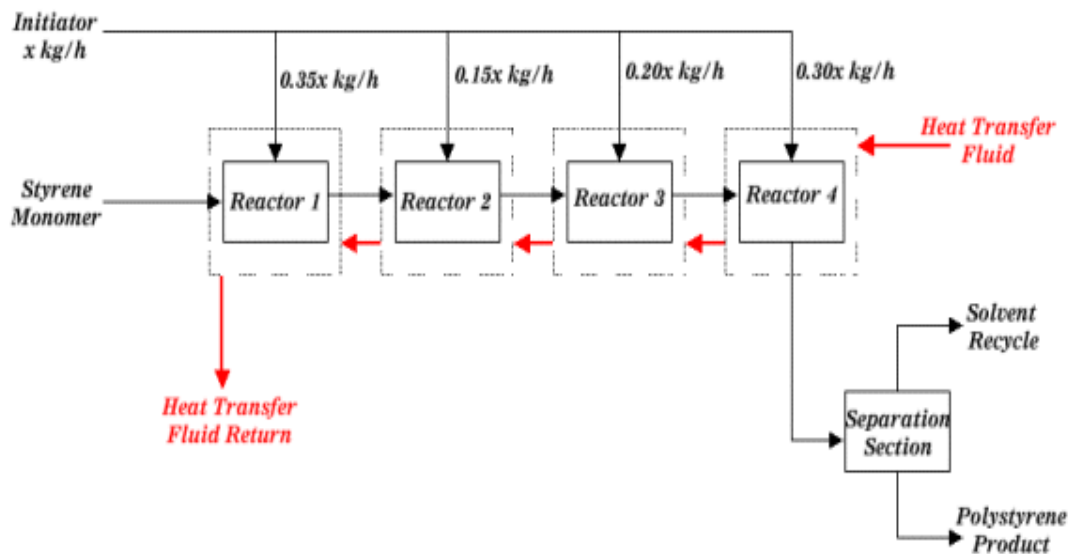 Initiator
x kg/h
0.35x kg/h
0.15x kg/h
0.20x kg/h
0.30x kg/h
Heat Transfer
Fluid
Styrene
Monomer
Reactor 1
Reactor 2
Reactor 3
Reactor 4
Heat Transfer
Fluid Return
Solvent
Recycle
Separation
Section
Polystyrene
Product